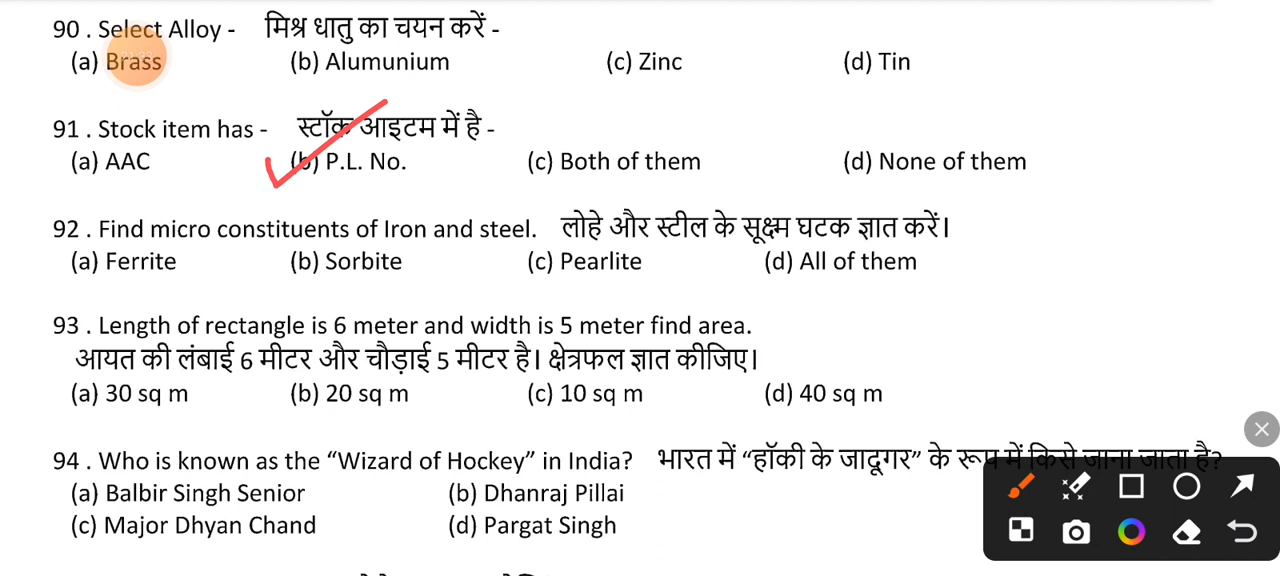 90 . Select Alloy - मिश्र धातु का चयन करें -
(a) Brass (b) Alumunium (c) Zinc (d) Tin
91 . Stock item has - स्टॉक आइटम में है -
(a) AAC (b) P.L. No. (c) Both of them (d) None of them
92 . Find micro constituents of Iron and steel. लोहे और स्टील के सूक्ष्म घटक ज्ञात करें।
(a) Ferrite (b) Sorbite (c) Pearlite (d) All of them
93 . Length of rectangle is 6 meter and width is 5 meter find area.
आयत की लंबाई 6 मीटर और चौड़ाई 5 मीटर है। क्षेत्रफल ज्ञात कीजिए।
(a) 30 sq m (b) 20 sq m (c) 10 sq m (d) 40 sq m
94 . Who is known as the “Wizard of Hockey” in India? भारत में “हॉकी के जादूगर” के रूप में किसे जाना जाता है?
(a) Balbir Singh Senior (b) Dhanraj Pillai
(c) Major Dhyan Chand (d) Pargat Singh